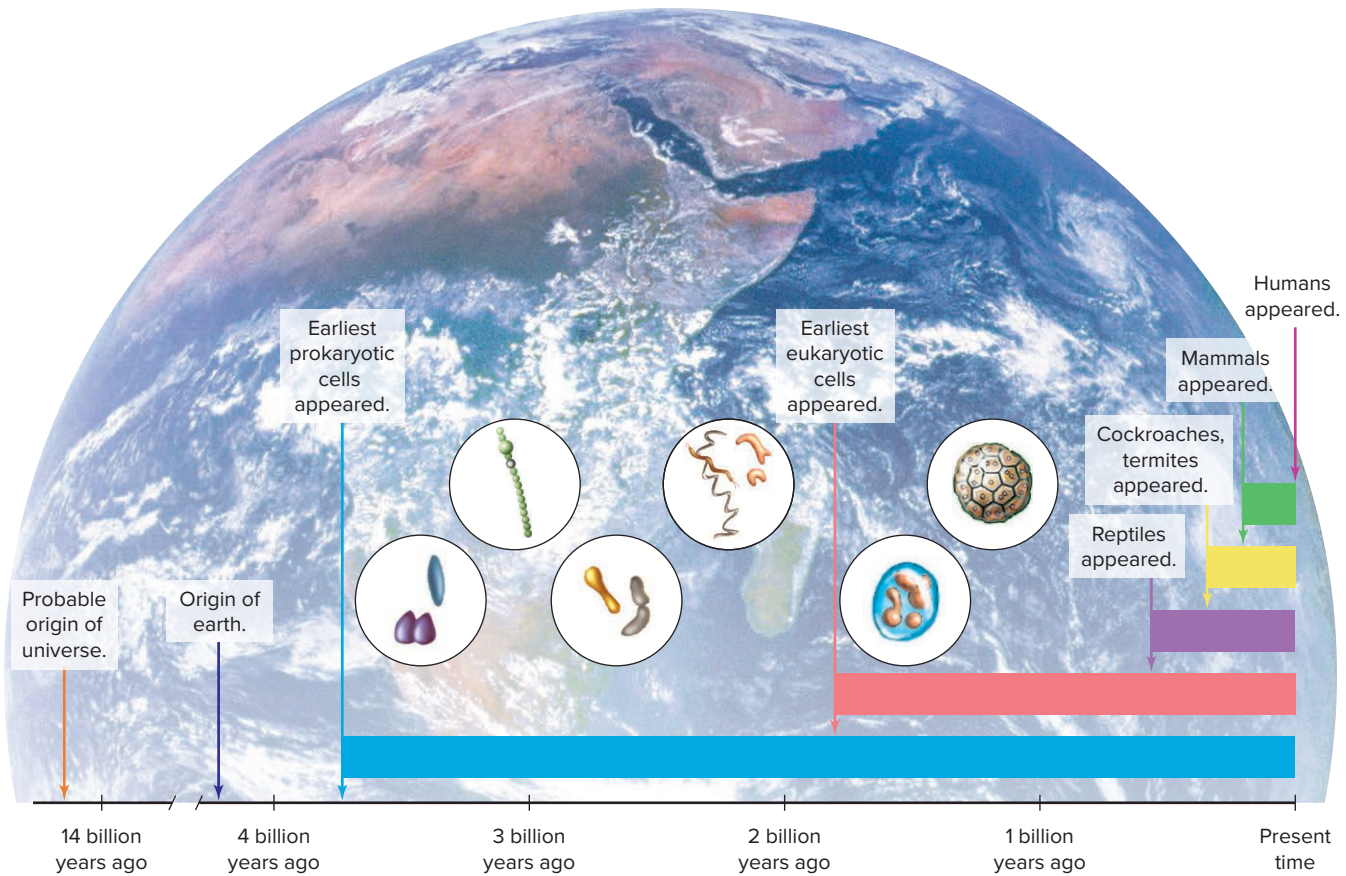 Humans
appeared.
Earliest
prokaryotic
cells
appeared.
Earliest
eukaryotic
cells
appeared.
Mammals
appeared.
Cockroaches,
termites
appeared.
Reptiles
appeared.
Probable
origin of
universe.
Origin of
earth.
14 billion
years ago
4 billion
years ago
3 billion
years ago
2 billion
years ago
1 billion
years ago
Present
time